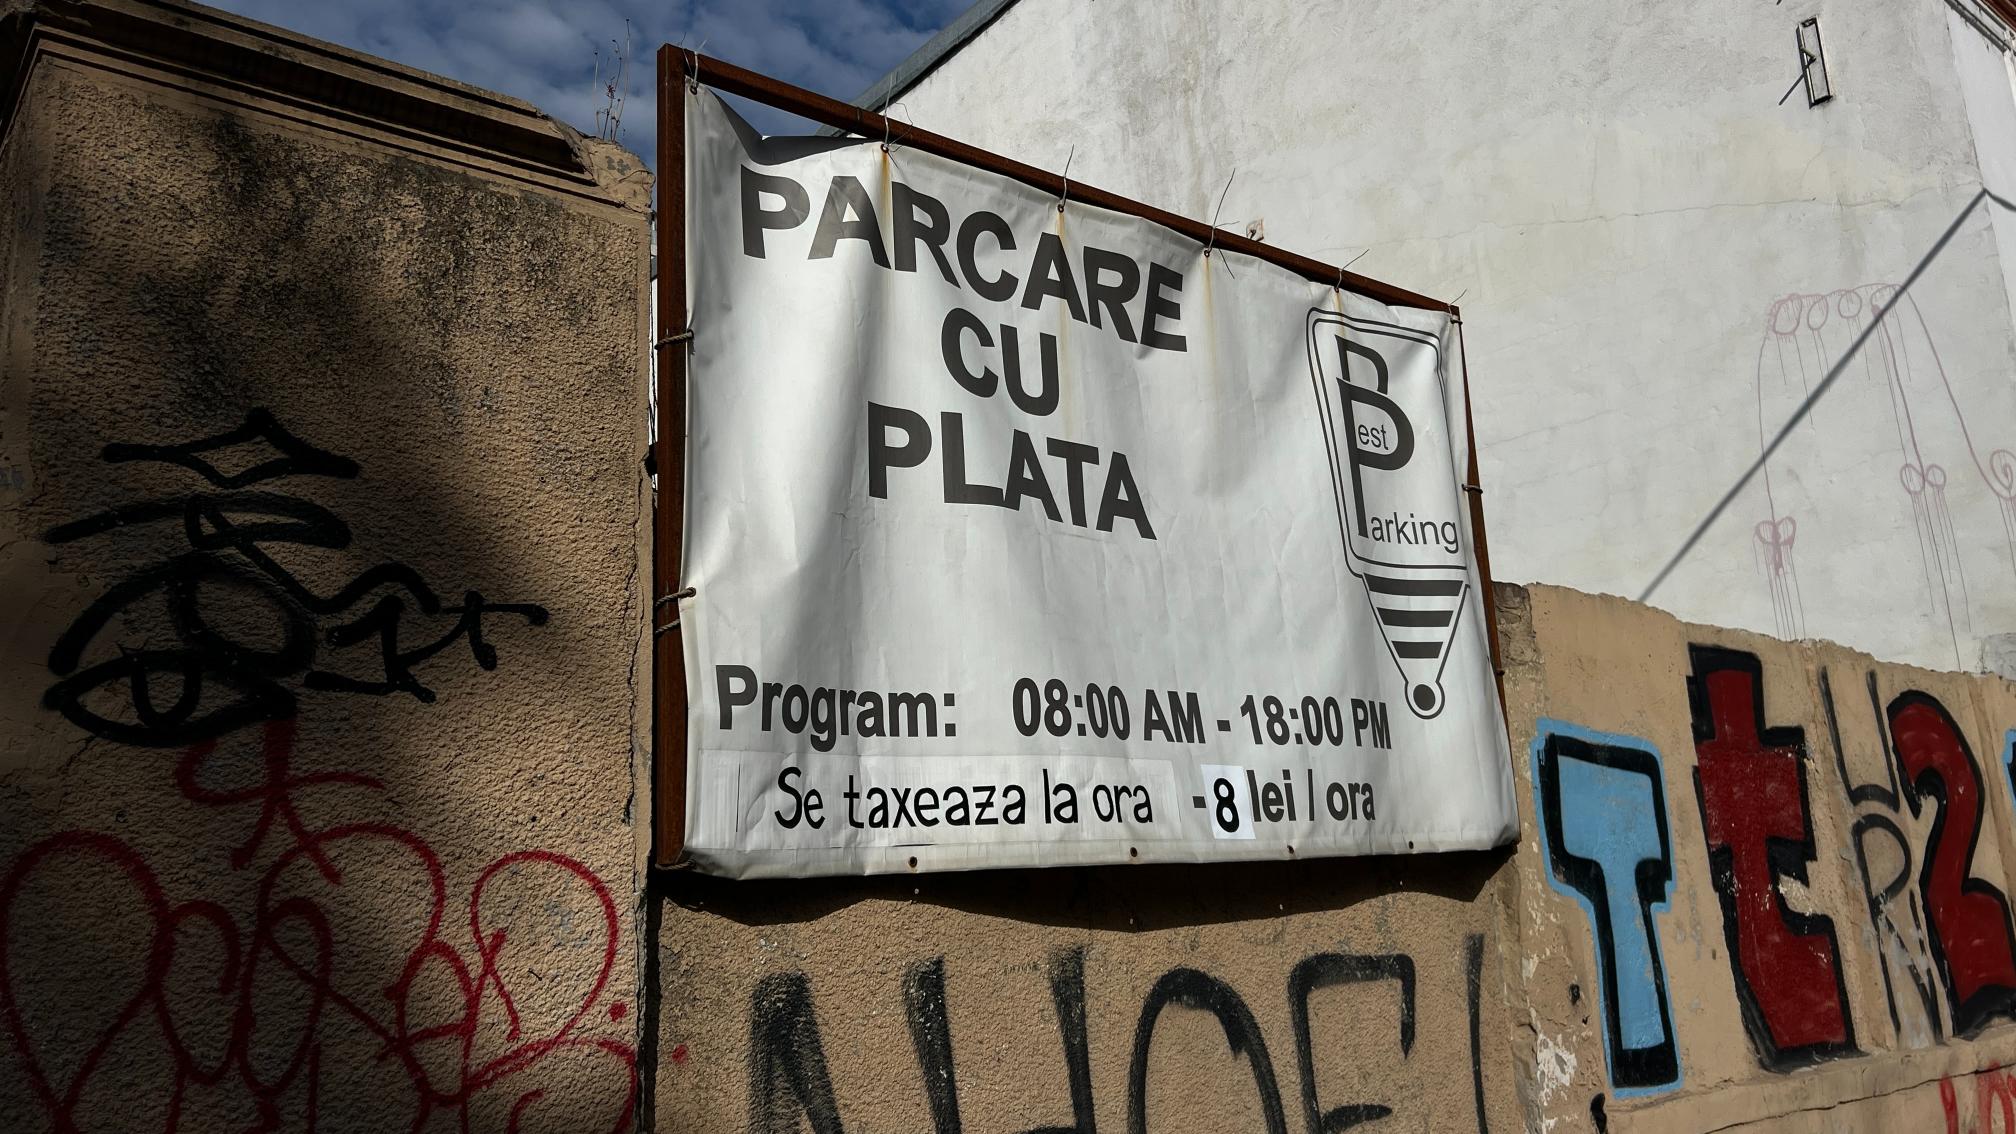 PARCARE
CU
PLATA
Best
Parking
Program: 08:00 AM - 18:00 PM
Se taxeaza la ora -8 lei / ora